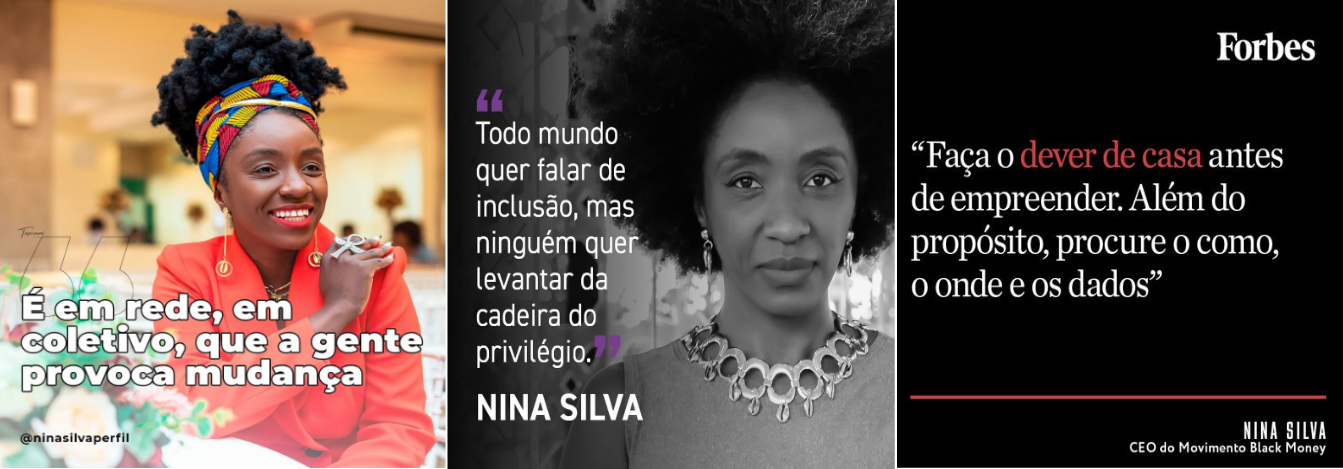 É em rede, em
coletivo, que a gente
provoca mudança
@ninasilvaperfil
“
Todo mundo
quer falar de
inclusão, mas
ninguém quer
levantar da
cadeira do
privilégio.”
NINA SILVA
Forbes
“Faça o dever de casa antes
de empreender. Além do
propósito, procure o como,
o onde e os dados”
NINA SILVA
CEO do Movimento Black Money